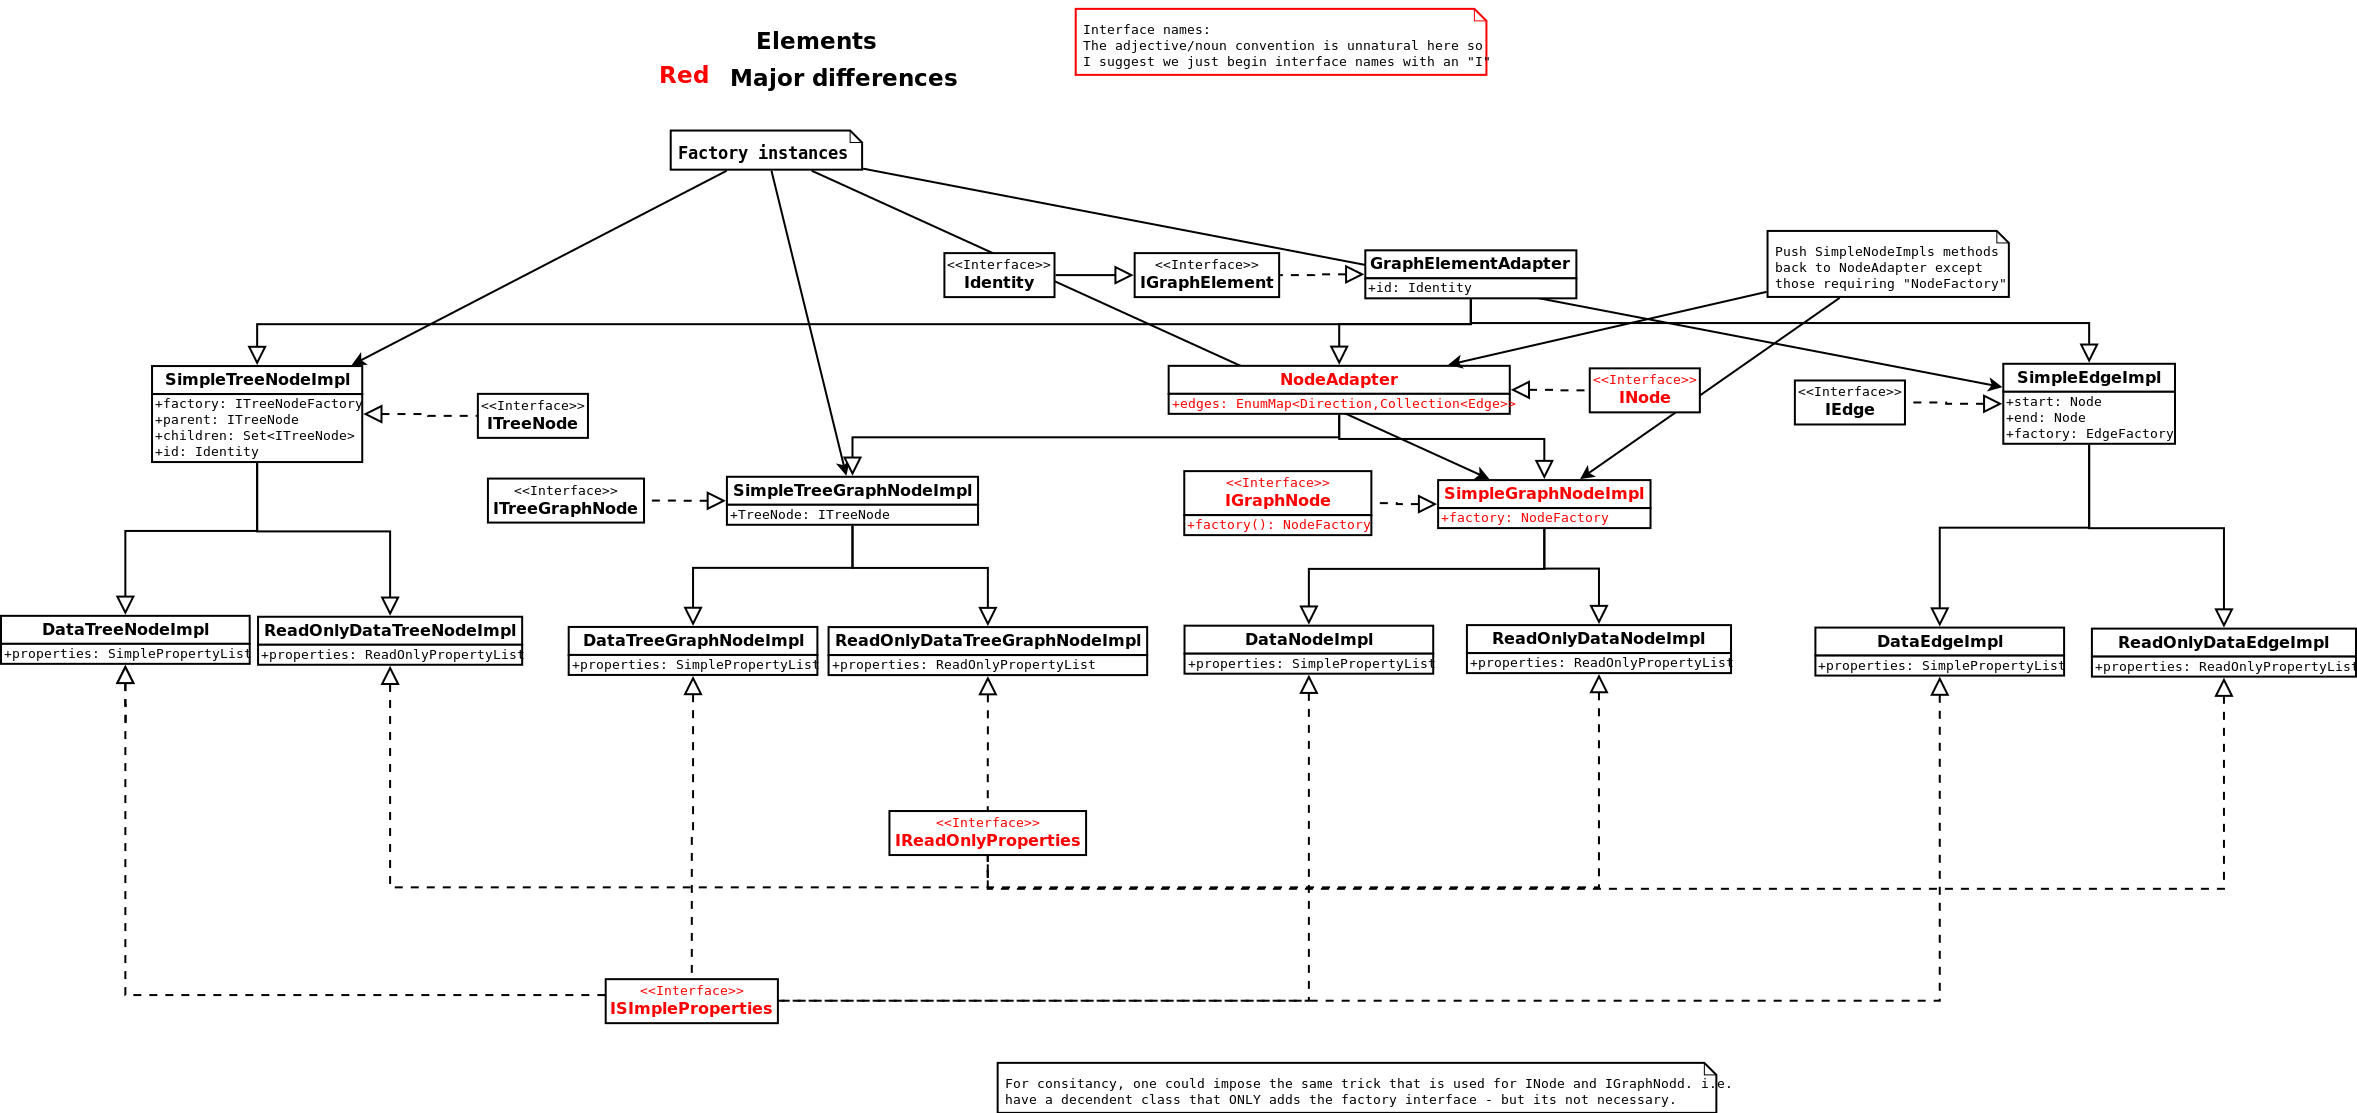 Elements
Red Major differences
Interface names:
The adjective/noun convention is unnatural here so
I suggest we just begin interface names with an "I"
Factory instances
<<Interface>>
Identity
<<Interface>>
IGraphElement
GraphElementAdapter
+id: Identity
Push SimpleNodeImpls methods
back to NodeAdapter except
those requiring "NodeFactory"
SimpleTreeNodeImpl
+factory: ITreeNodeFactory
+parent: ITreeNode
+children: Set<ITreeNode>
+id: Identity
<<Interface>>
ITreeNode
NodeAdapter
+edges: EnumMap<Direction,Collection<Edge>>
<<Interface>>
INode
<<Interface>>
IEdge
SimpleEdgeImpl
+start: Node
+end: Node
+factory: EdgeFactory
<<Interface>>
ITreeGraphNode
SimpleTreeGraphNodeImpl
+TreeNode: ITreeNode
<<Interface>>
IGraphNode
+factory(): NodeFactory
SimpleGraphNodeImpl
+factory: NodeFactory
DataTreeNodeImpl
+properties: SimplePropertyList
ReadOnlyDataTreeNodeImpl
+properties: ReadOnlyPropertyList
DataTreeGraphNodeImpl
+properties: SimplePropertyList
ReadOnlyDataTreeGraphNodeImpl
+properties: ReadOnlyPropertyList
DataNodeImpl
+properties: SimplePropertyList
ReadOnlyDataNodeImpl
+properties: ReadOnlyPropertyList
DataEdgeImpl
+properties: SimplePropertyList
ReadOnlyDataEdgeImpl
+properties: ReadOnlyPropertyList
<<Interface>>
IReadOnlyProperties
<<Interface>>
ISImpleProperties
For consitancy, one could impose the same trick that is used for INode and IGraphNodd. i.e.
have a decendent class that ONLY adds the factory interface - but its not necessary.